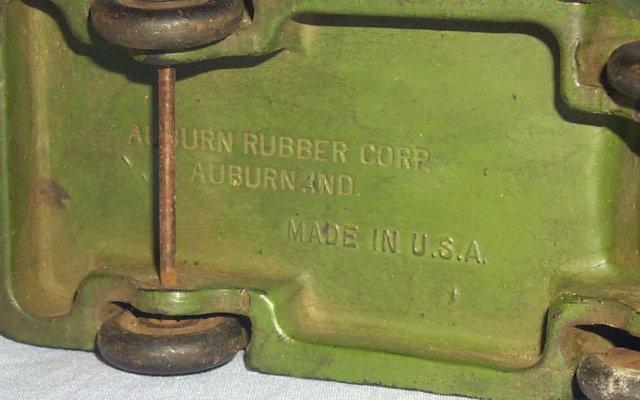 AUBURN RUBBER CORP.
AUBURN, IND.
MADE IN U.S.A.